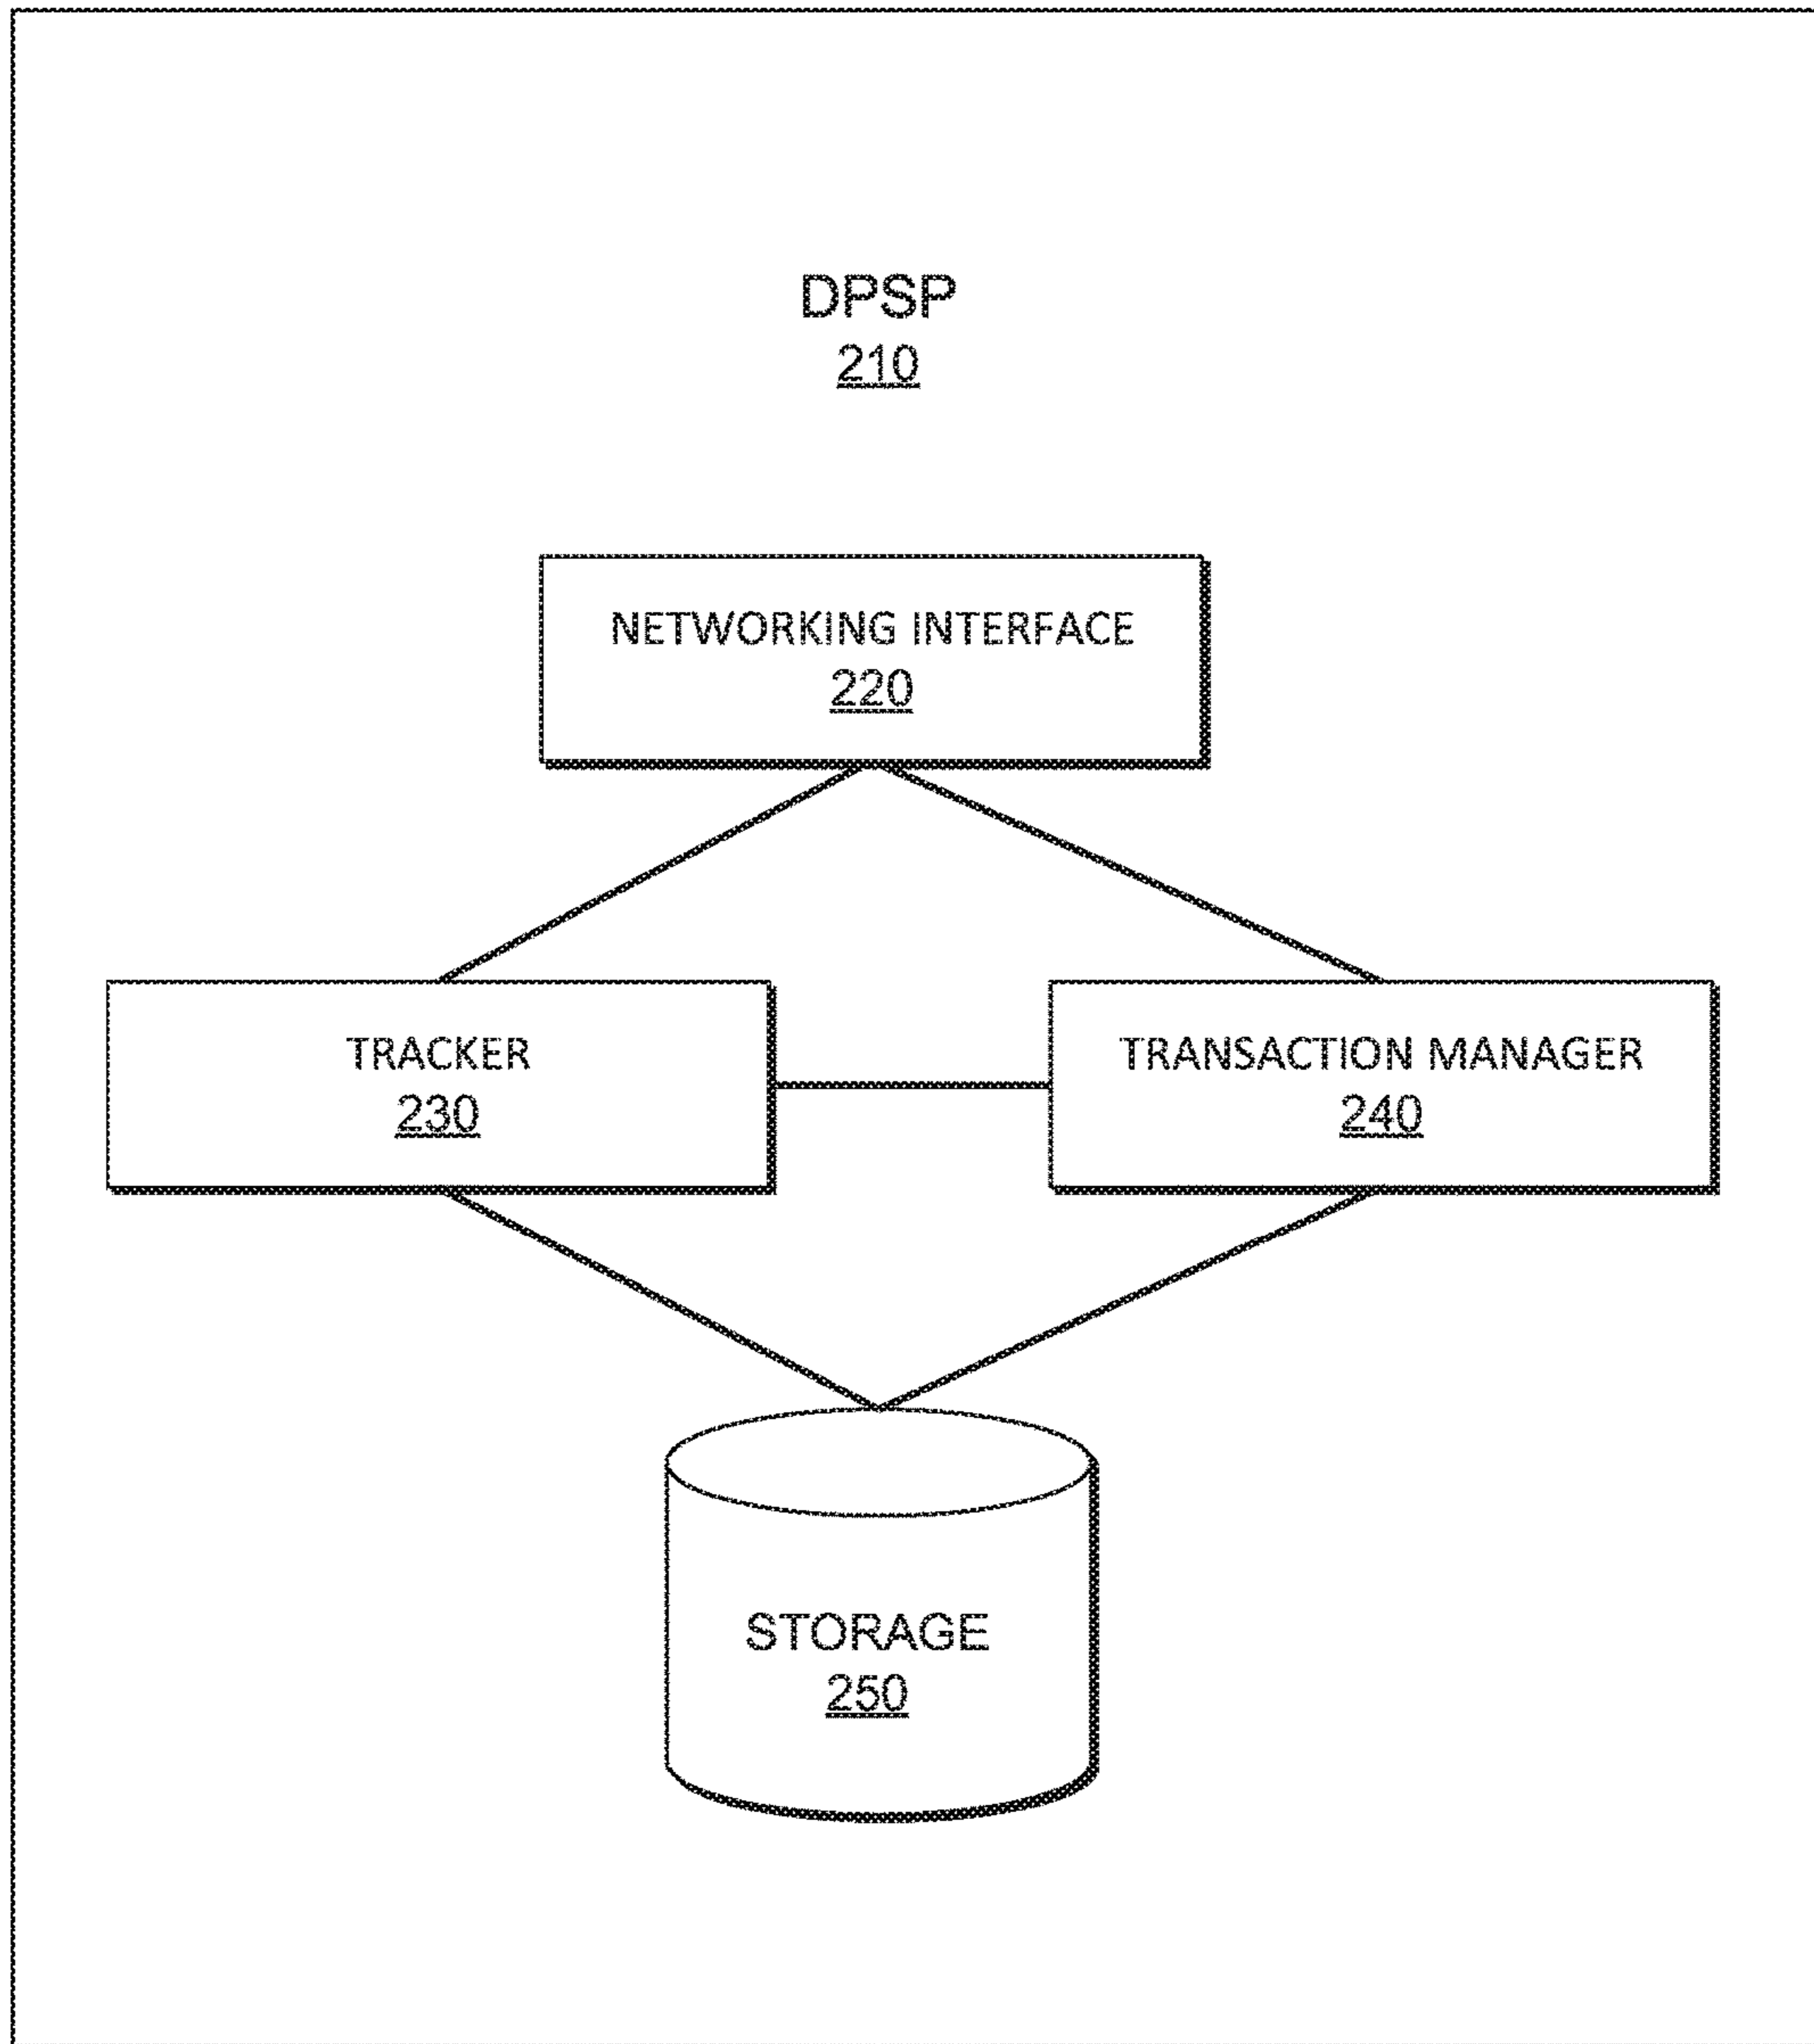 DPSP
210
NETWORKING INTERFACE
220
TRACKER
230
TRANSACTION MANAGER
240
STORAGE
250